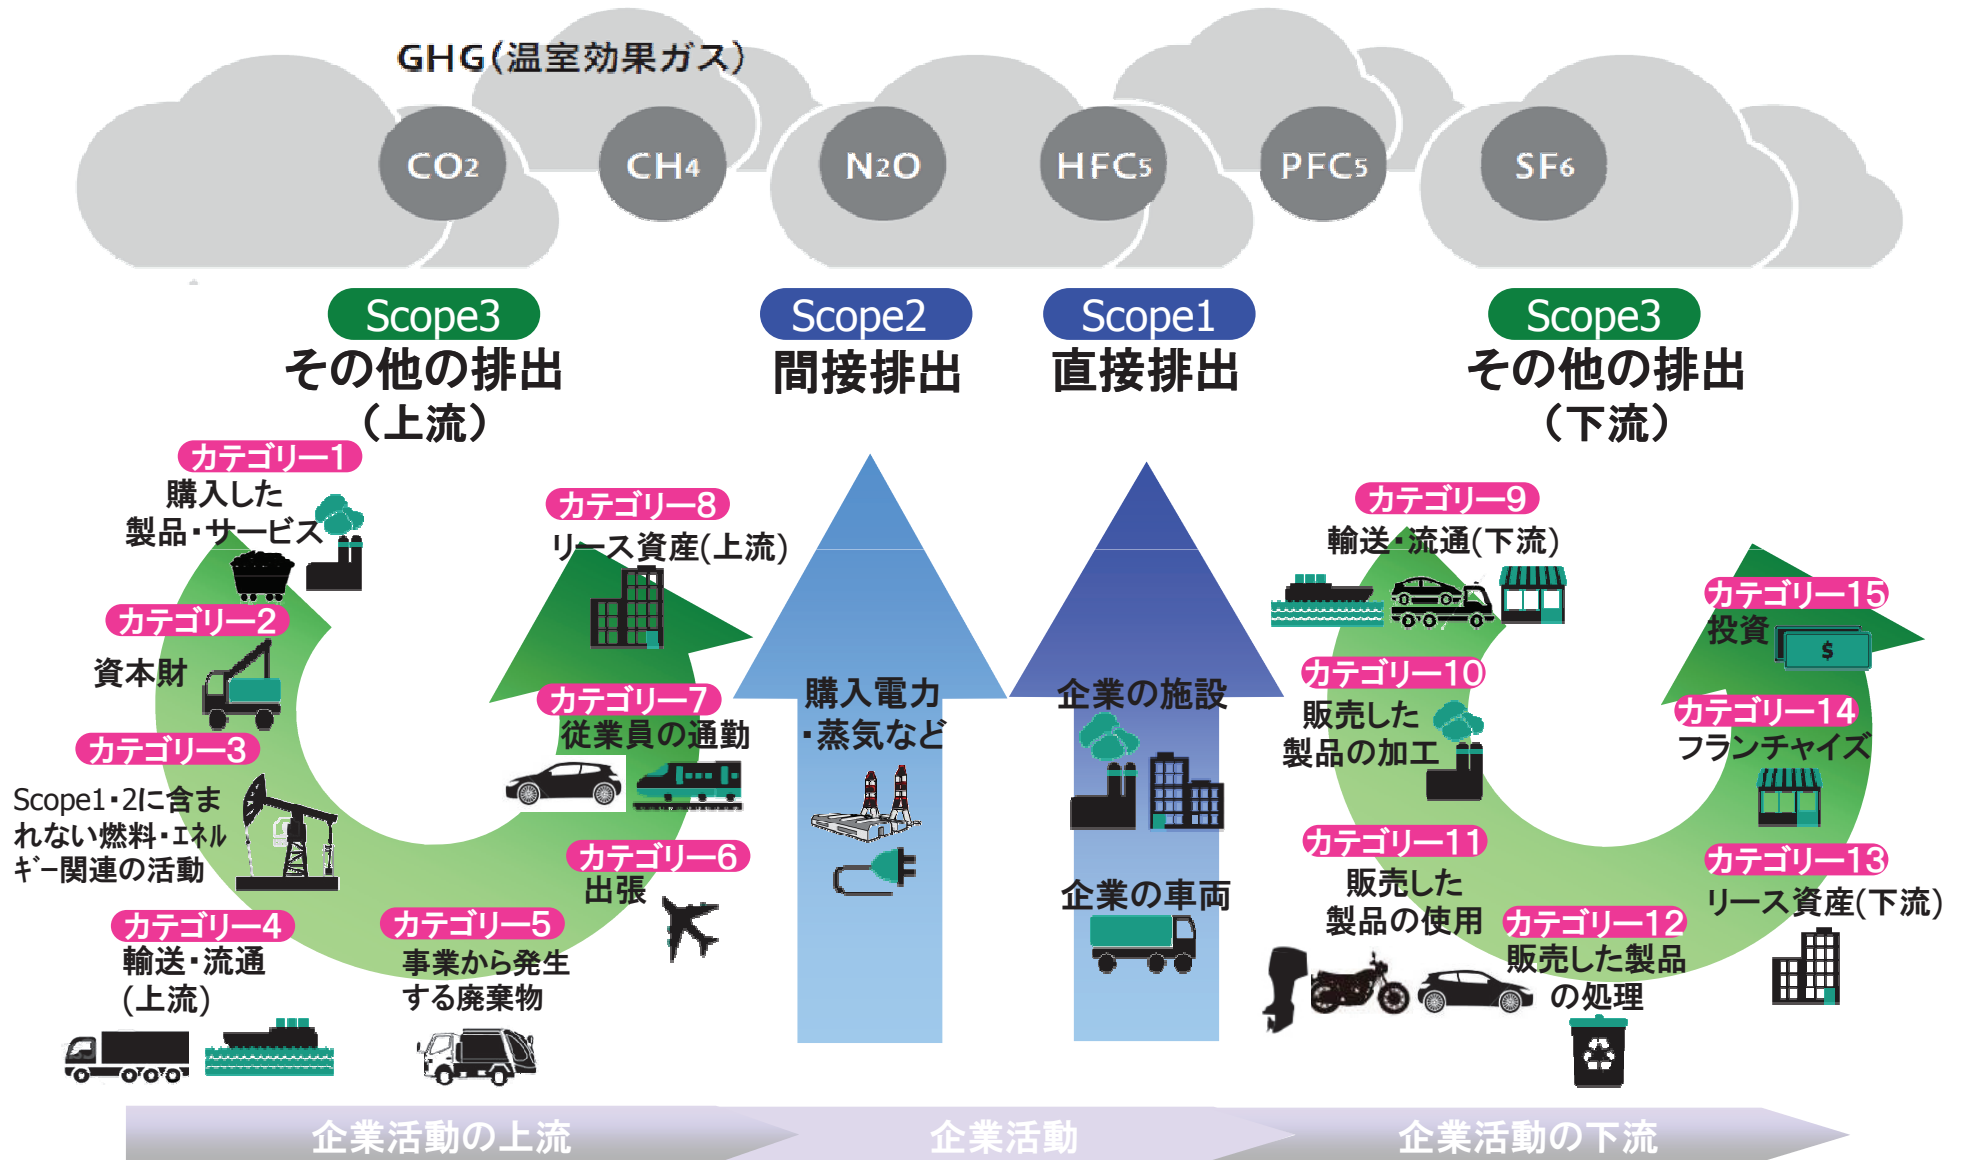 GHG(温室効果ガス)
CO2
CH4
N2O
HFC5
PFC5
SF6
Scope3
その他の排出
(上流)
カテゴリー1
購入した
製品・サービス
カテゴリー2
資本財
カテゴリー3
Scope1・2に含ま
れない燃料・エネル
ギー関連の活動
カテゴリー4
輸送・流通
(上流)
カテゴリー5
事業から発生
する廃棄物
カテゴリー6
出張
カテゴリー7
従業員の通勤
カテゴリー8
リース資産(上流)
Scope2
間接排出
購入電力
・蒸気など
Scope1
直接排出
企業の施設
企業の車両
Scope3
その他の排出
(下流)
カテゴリー9
輸送・流通(下流)
カテゴリー10
販売した
製品の加工
カテゴリー11
販売した
製品の使用
カテゴリー12
販売した製品
の処理
カテゴリー13
リース資産(下流)
カテゴリー14
フランチャイズ
カテゴリー15
投資
$
企業活動の上流
企業活動
企業活動の下流